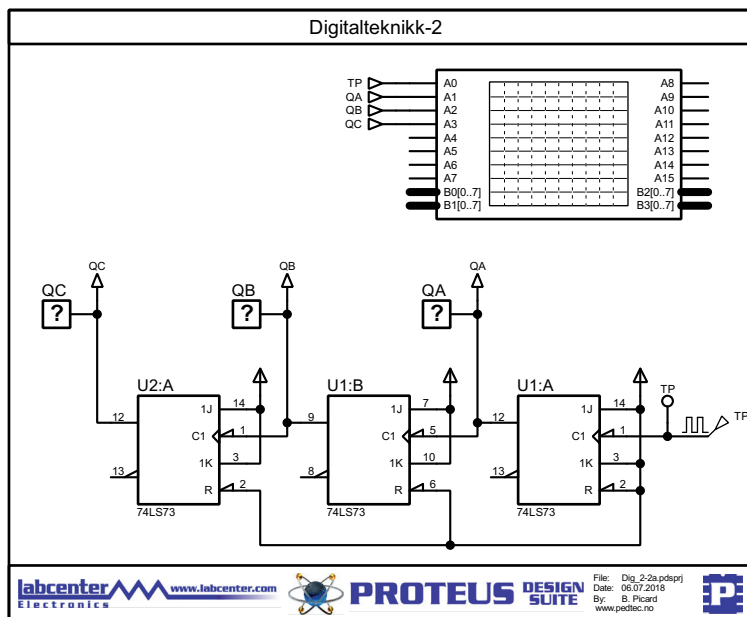 Digitalteknikk-2
TP A0 A8
QA A1 A9
QB A2 A10
QC A3 A11
A4 A12
A5 A13
A6 A14
A7 A15
B0[0..7] B2[0..7]
B1[0..7] B3[0..7]
QC QB QA
QC QB QA
? ? ?
U2:A U1:B U1:A TP
1J 14 1J 7 1J 14
12 9 12 TP
C1 1 C1 5 C1 1
1K 3 1K 10 1K 3
13 8 13
R 2 R 6 R 2
74LS73 74LS73 74LS73
labcenter www.labcenter.com
Electronics
PROTEUS DESIGN SUITE
File: Dig_2-2a.pdsprj
Date: 06.07.2018
By: B. Picard
www.pedtec.no
P